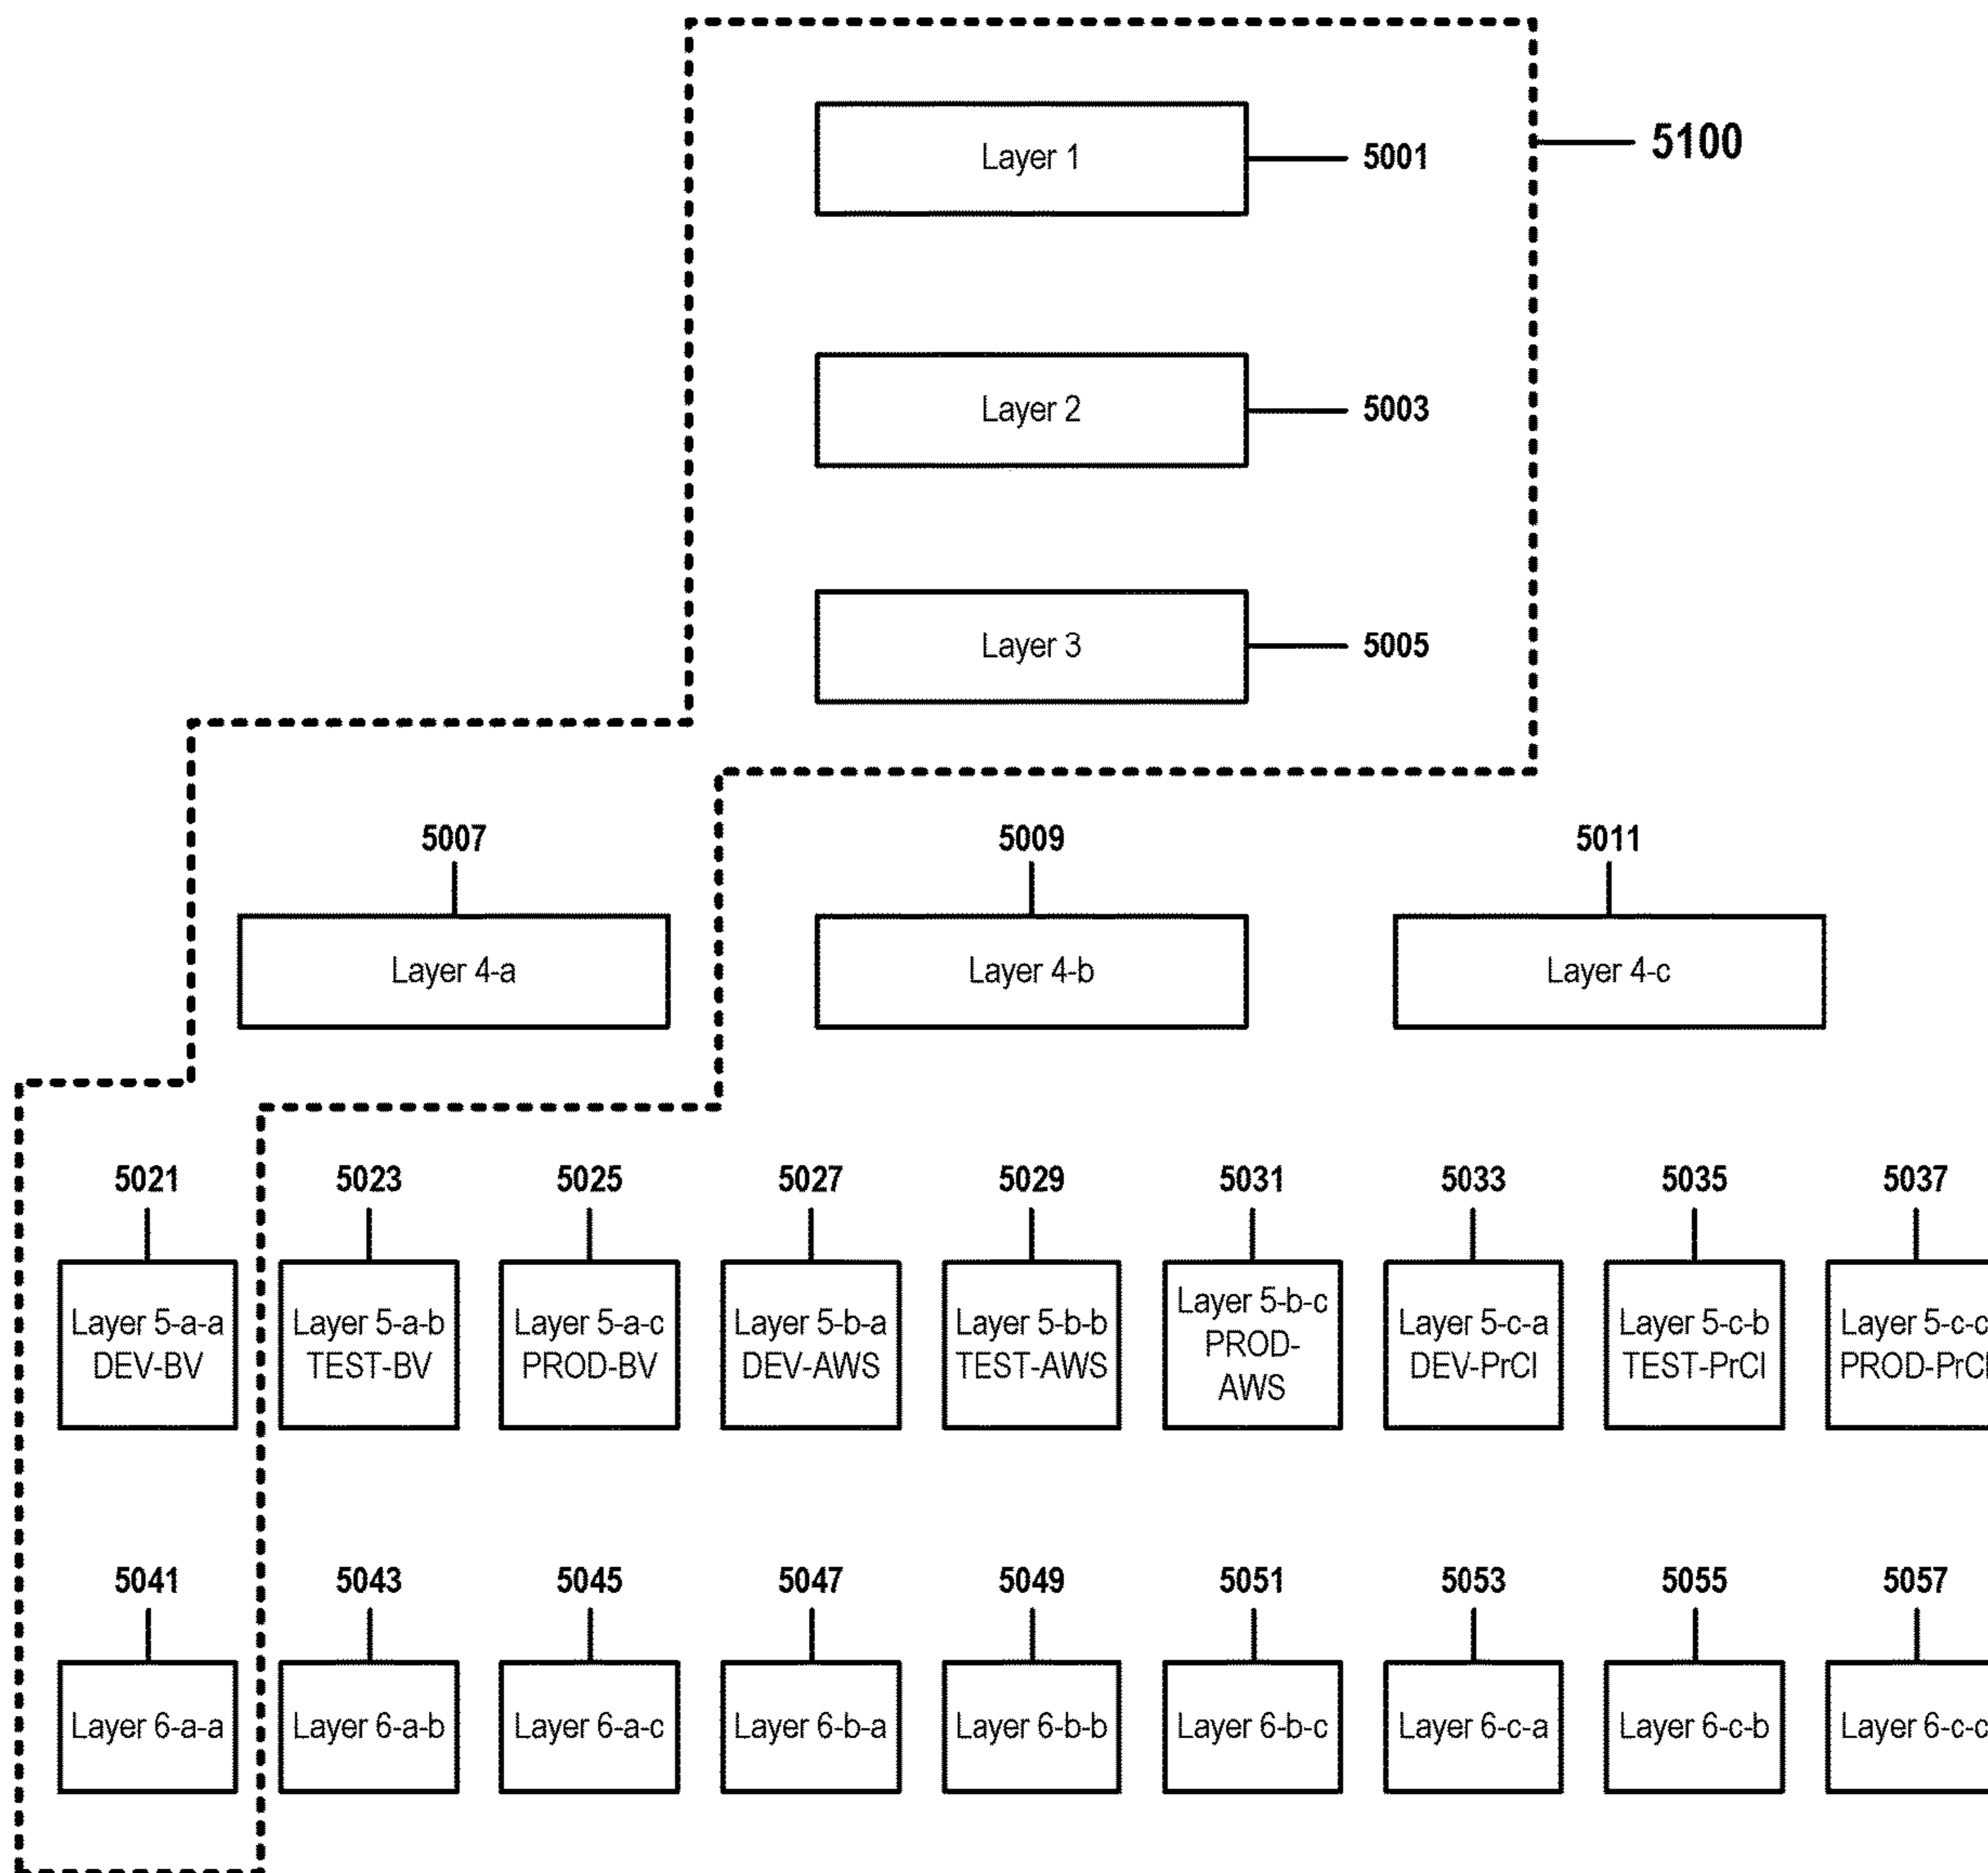 5100
Layer 1
5001
Layer 2
5003
Layer 3
5005
5007
5009
5011
Layer 4-a
Layer 4-b
Layer 4-c
5021
5023
5025
5027
5029
5031
5033
5035
5037
Layer 5-a-a
DEV-BV
Layer 5-a-b
TEST-BV
Layer 5-a-c
PROD-BV
Layer 5-b-a
DEV-AWS
Layer 5-b-b
TEST-AWS
Layer 5-b-c
PROD-
AWS
Layer 5-c-a
DEV-PrCl
Layer 5-c-b
TEST-PrCl
Layer 5-c-c
PROD-PrCl
5041
5043
5045
5047
5049
5051
5053
5055
5057
Layer 6-a-a
Layer 6-a-b
Layer 6-a-c
Layer 6-b-a
Layer 6-b-b
Layer 6-b-c
Layer 6-c-a
Layer 6-c-b
Layer 6-c-c